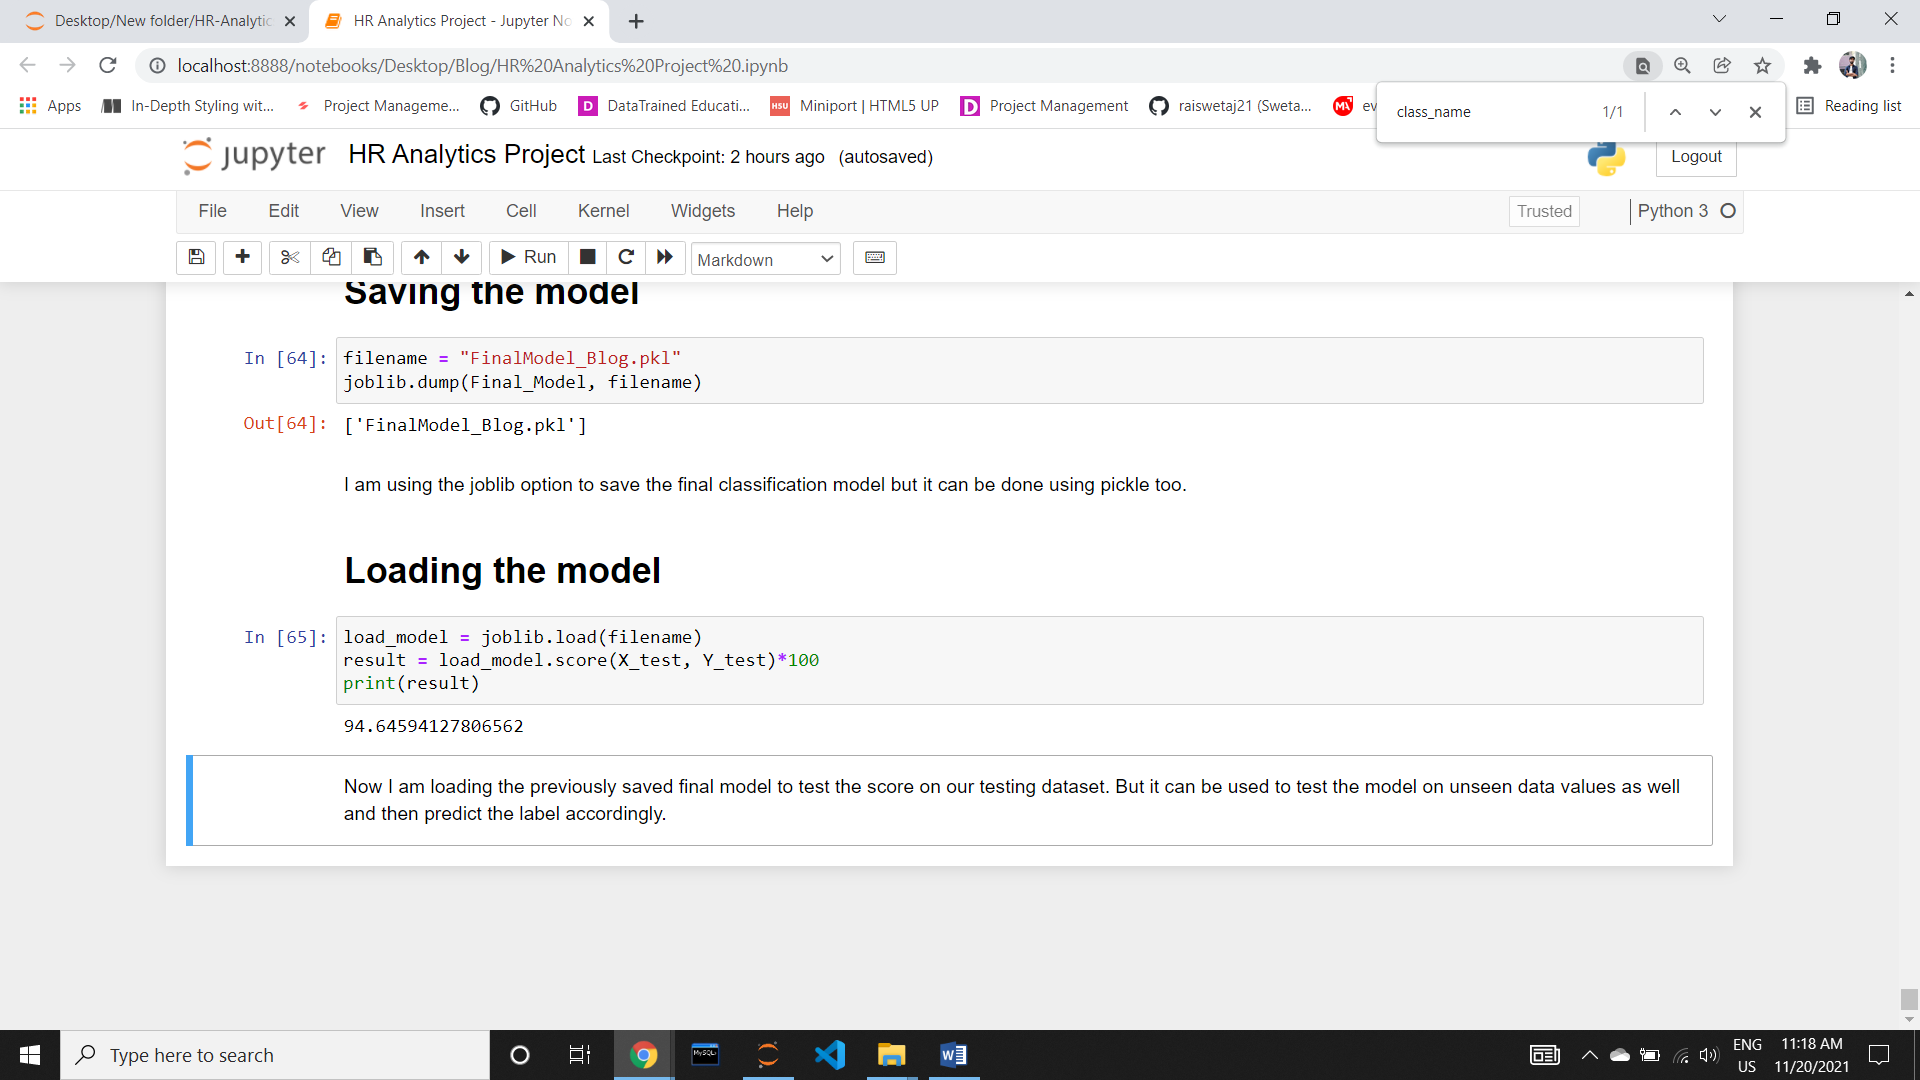 Desktop/New folder/HR-Analytic
HR Analytics Project - Jupyter No
localhost:8888/notebooks/Desktop/Blog/HR%20Analytics%20Project%20.ipynb
Apps
In-Depth Styling wit...
Project Manageme...
GitHub
DataTrained Educati...
HSU
Miniport | HTML5 UP
Project Management
raiswetaj21 (Sweta...
ev
Reading list
class_name
1/1
jupyter
HR Analytics Project Last Checkpoint: 2 hours ago (autosaved)
Logout
File Edit View Insert Cell Kernel Widgets Help
Trusted
Python 3
Run
Markdown
Saving the model
In [64]:
filename = "FinalModel_Blog.pkl"
joblib.dump(Final_Model, filename)
Out[64]:
['FinalModel_Blog.pkl']
I am using the joblib option to save the final classification model but it can be done using pickle too.
Loading the model
In [65]:
load_model = joblib.load(filename)
result = load_model.score(X_test, Y_test)*100
print(result)
94.64594127806562
Now I am loading the previously saved final model to test the score on our testing dataset. But it can be used to test the model on unseen data values as well
and then predict the label accordingly.
Type here to search
MySQL
ENG
US
11:18 AM
11/20/2021